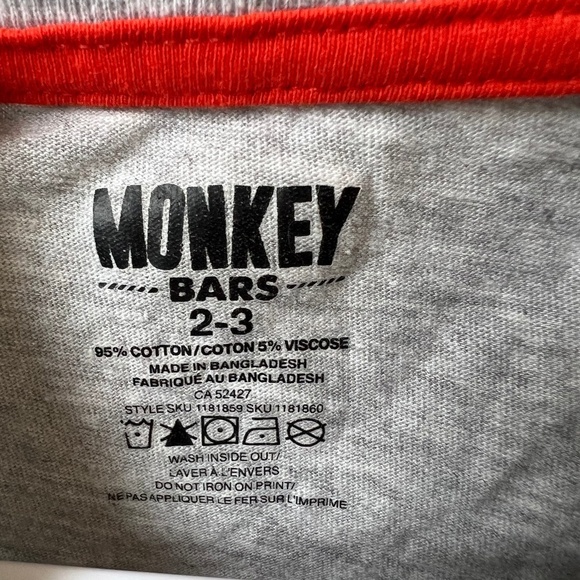 MONKEY
BARS
2-3
95% COTTON/COTON 5% VISCOSE
MADE IN BANGLADESH
FABRIQUÉ AU BANGLADESH
CA 52427
STYLE SKU 1181859 SKU 1181860
WASH INSIDE OUT/
LAVER À L'ENVERS
DO NOT IRON ON PRINT/
NE PAS APPLIQUER LE FER SUR L'IMPRIME